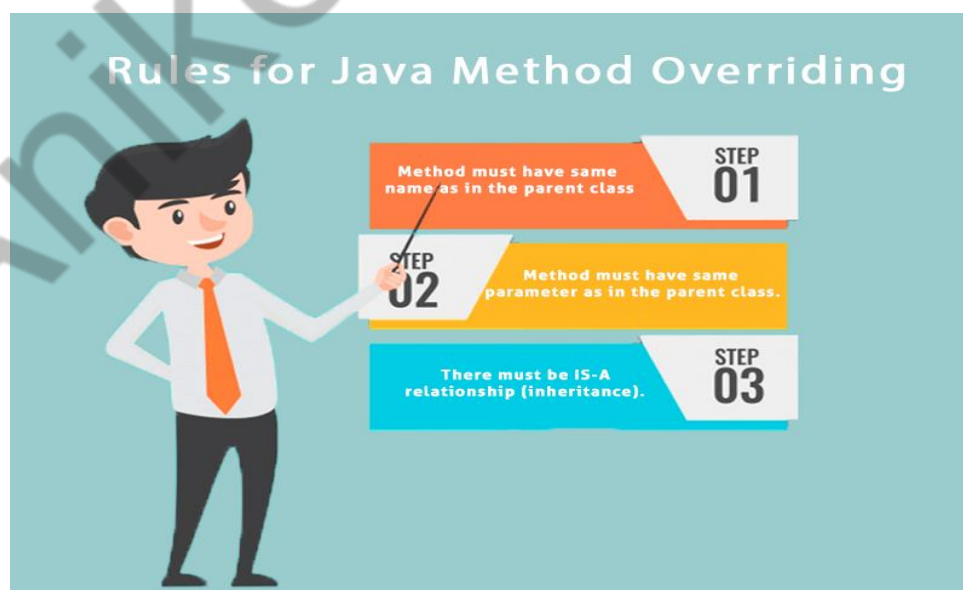 Rules for Java Method Overriding
Method must have same
name as in the parent class
STEP
01
STEP
02
Method must have same
parameter as in the parent class.
There must be IS-A
relationship (inheritance).
STEP
03